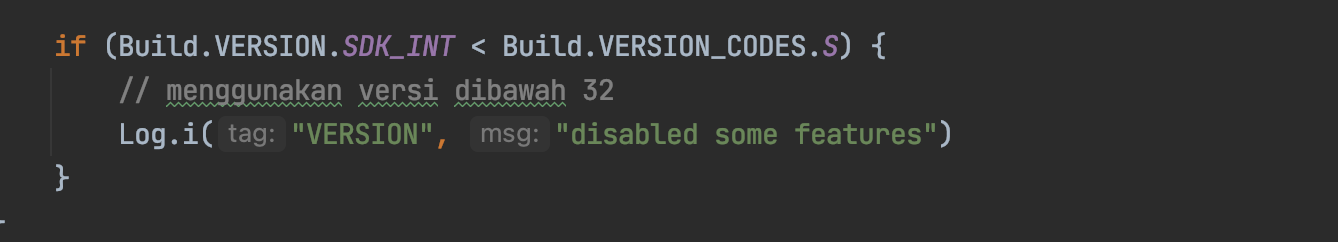 if (Build.VERSION.SDK_INT < Build.VERSION_CODES.S) {
// menggunakan versi dibawah 32
Log.i( tag: "VERSION", msg: "disabled some features")
}